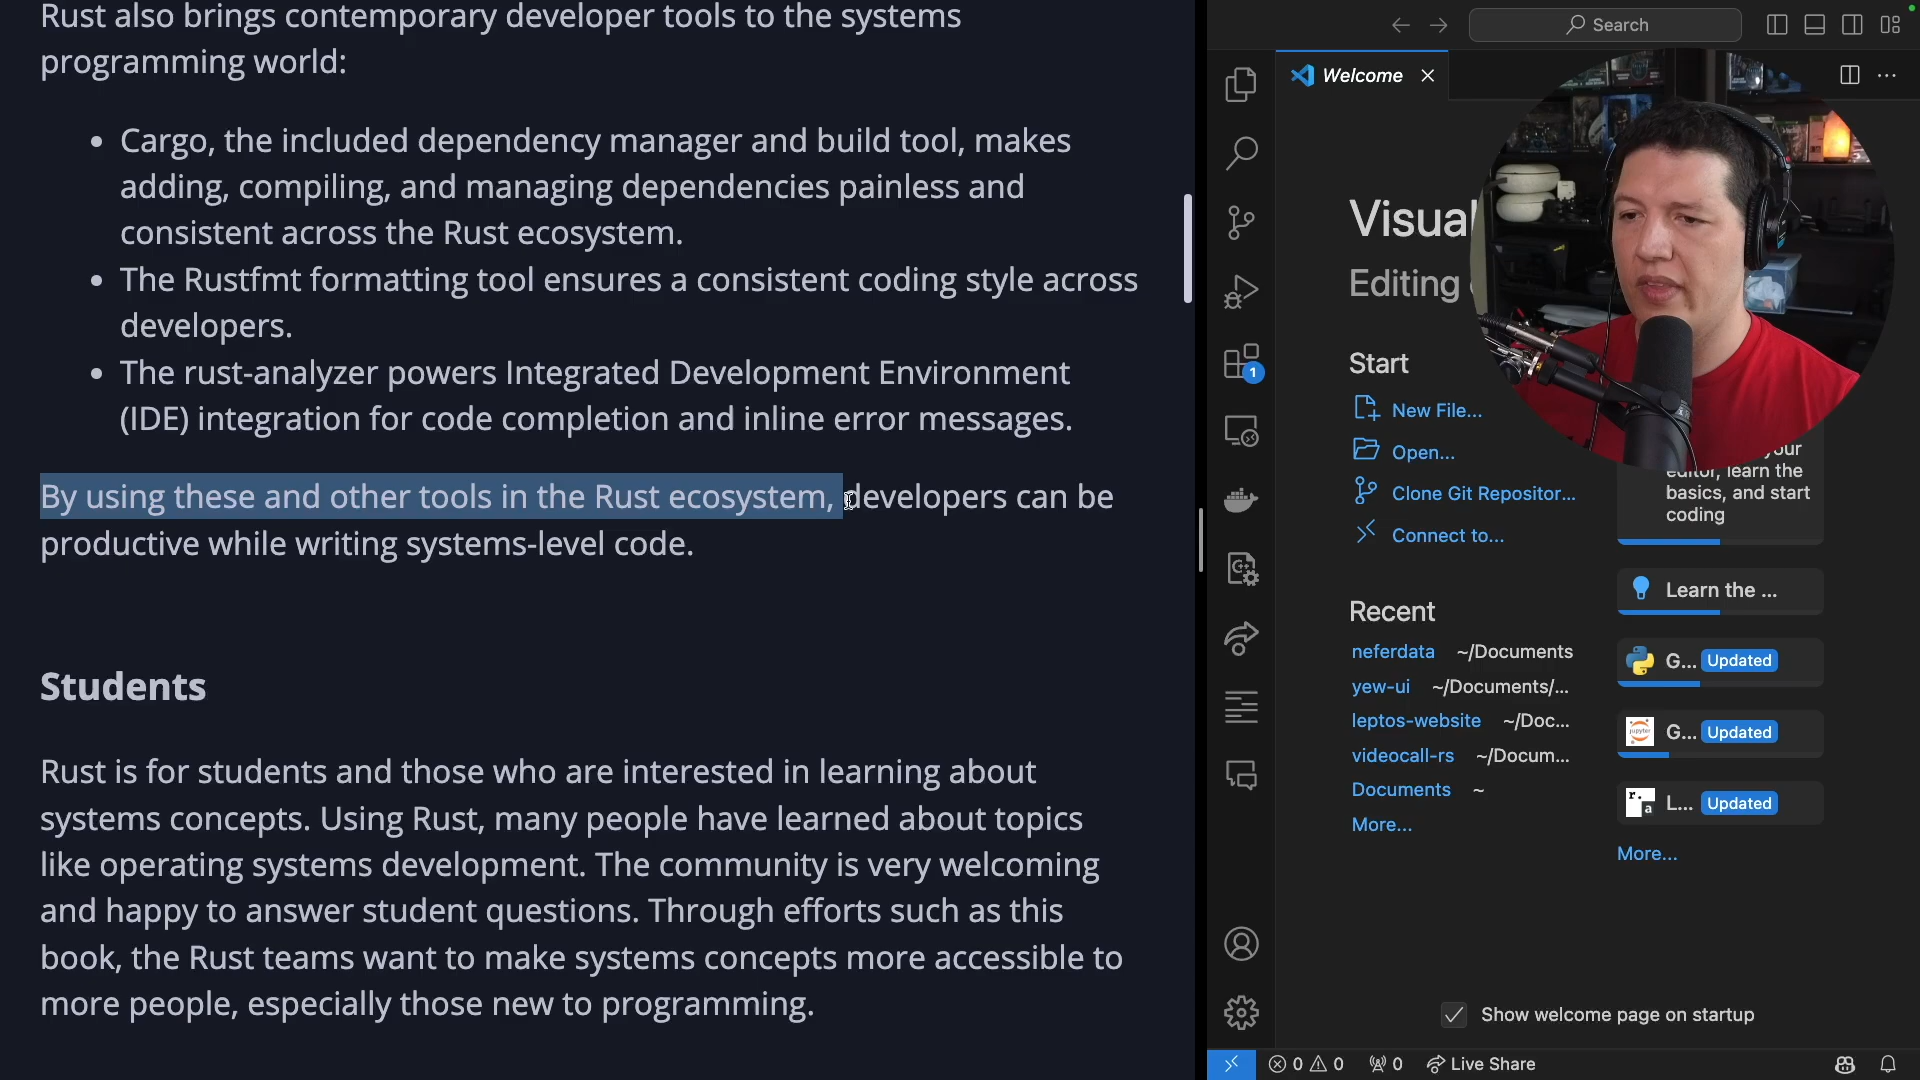 Rust also brings contemporary developer tools to the systems
programming world:
• Cargo, the included dependency manager and build tool, makes
adding, compiling, and managing dependencies painless and
consistent across the Rust ecosystem.
• The Rustfmt formatting tool ensures a consistent coding style across
developers.
• The rust-analyzer powers Integrated Development Environment
(IDE) integration for code completion and inline error messages.
By using these and other tools in the Rust ecosystem, developers can be
productive while writing systems-level code.
Students
Rust is for students and those who are interested in learning about
systems concepts. Using Rust, many people have learned about topics
like operating systems development. The community is very welcoming
and happy to answer student questions. Through efforts such as this
book, the Rust teams want to make systems concepts more accessible to
more people, especially those new to programming.
Search
Welcome
Visual
Editing
Start
New File...
Open...
Clone Git Repositor...
Connect to...
Recent
neferdata ~/Documents
yew-ui ~/Documents/...
leptos-website ~/Doc...
videocall-rs ~/Docum...
Documents ~
More...
your
editor, learn the
basics, and start
coding
Learn the ...
G... Updated
jupyter G... Updated
r. a L... Updated
More...
1
Show welcome page on startup
0 0 0 Live Share